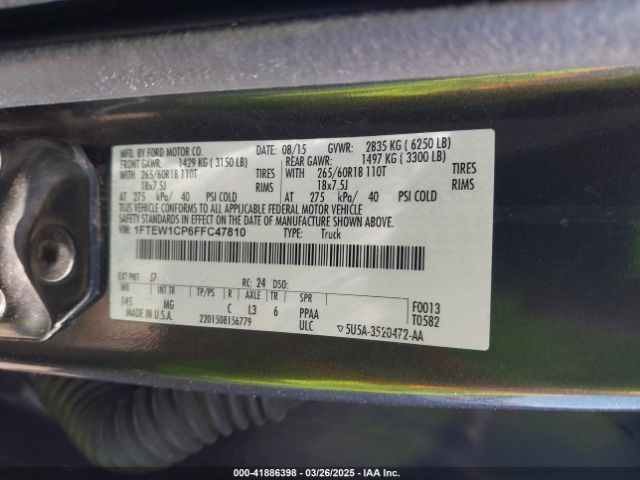 MFD. BY FORD MOTOR CO. DATE: 08/15 GVWR: 2835 KG ( 6250 LB)
FRONT GAWR: 1429 KG ( 3150 LB) REAR GAWR: 1497 KG ( 3300 LB)
WITH 265/60R18 110T TIRES WITH 265/60R18 110T TIRES
18x7.5J RIMS 18x7.5J RIMS
AT 275 kPa/ 40 PSI COLD AT 275 kPa/ 40 PSI COLD
THIS VEHICLE CONFORMS TO ALL APPLICABLE FEDERAL MOTOR VEHICLE
SAFETY STANDARDS IN EFFECT ON THE DATE OF MANUFACTURE SHOWN ABOVE.
VIN: 1FTEW1CP6FFC47810 TYPE: Truck
EXT PNT: J7 RC: 24 DSO:
WB INT TR TP/PS R AXLE TR SPR
145 MG C L3 6 PPAA F0013
MADE IN U.S.A. 2201508156779 ULC T0582
▽5U5A-3520472-AA
000-41886398 - 03/26/2025 - IAA Inc.